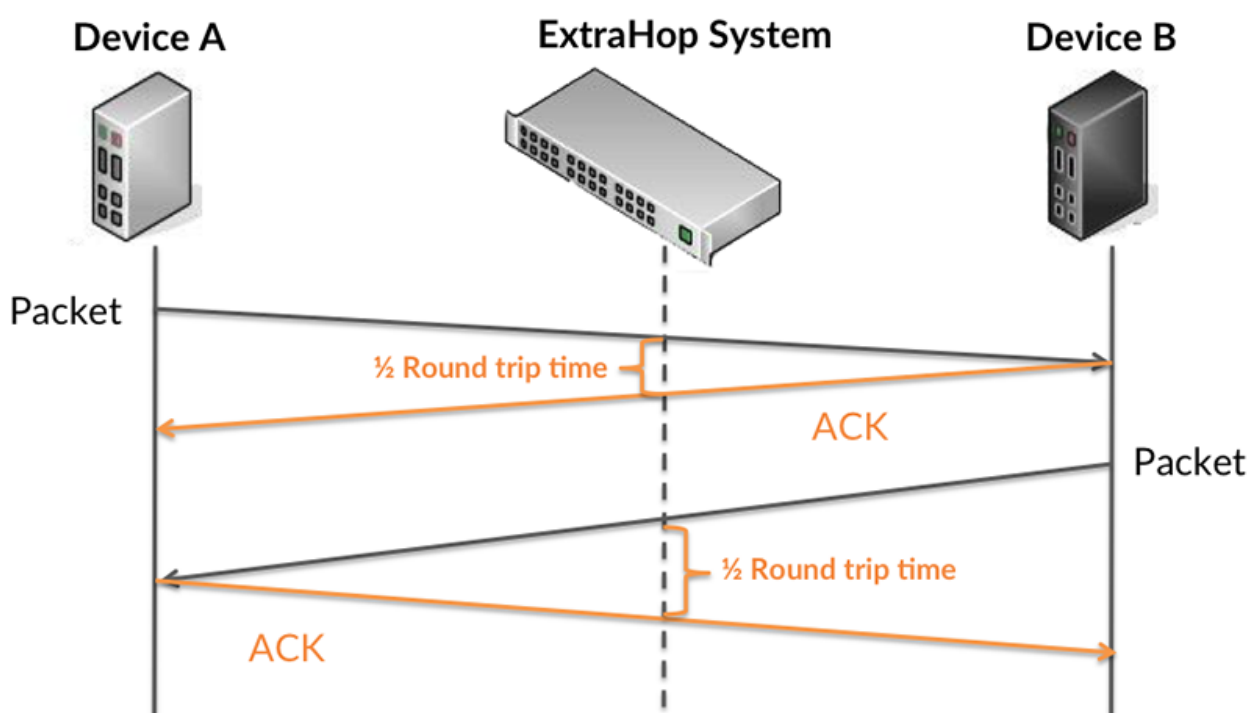 Device A
ExtraHop System
Device B
Packet
½ Round trip time
ACK
Packet
½ Round trip time
ACK